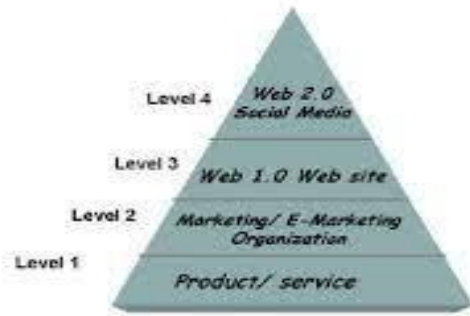 Level 4
Web 2.0
Social Media
Level 3
Web 1.0 Web site
Level 2
Marketing/ E-Marketing
Organization
Level 1
Product/ service